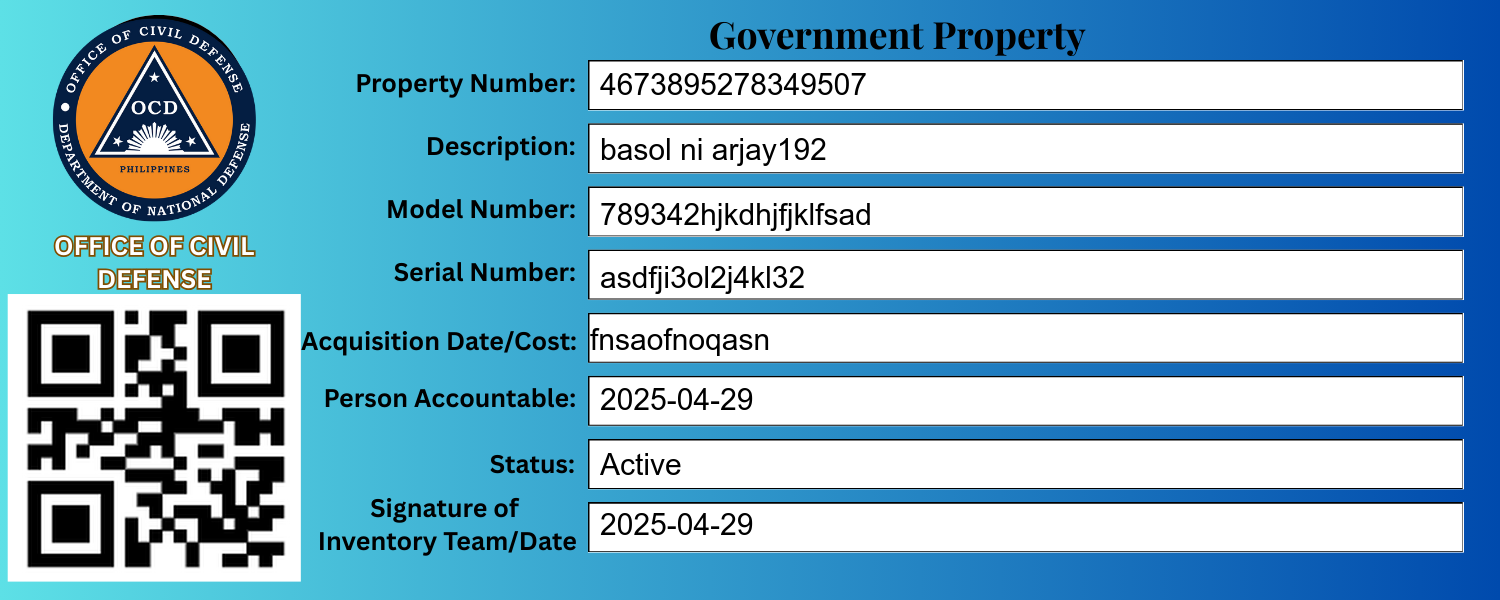 Government Property
OFFICE OF CIVIL DEFENSE
DEPARTMENT OF NATIONAL DEFENSE
OCD
PHILIPPINES
OFFICE OF CIVIL
DEFENSE
Property Number: 4673895278349507
Description: basol ni arjay192
Model Number: 789342hjkdhjfjklfsad
Serial Number: asdfji3ol2j4kl32
Acquisition Date/Cost: fnsaofnoqasn
Person Accountable: 2025-04-29
Status: Active
Signature of
Inventory Team/Date 2025-04-29